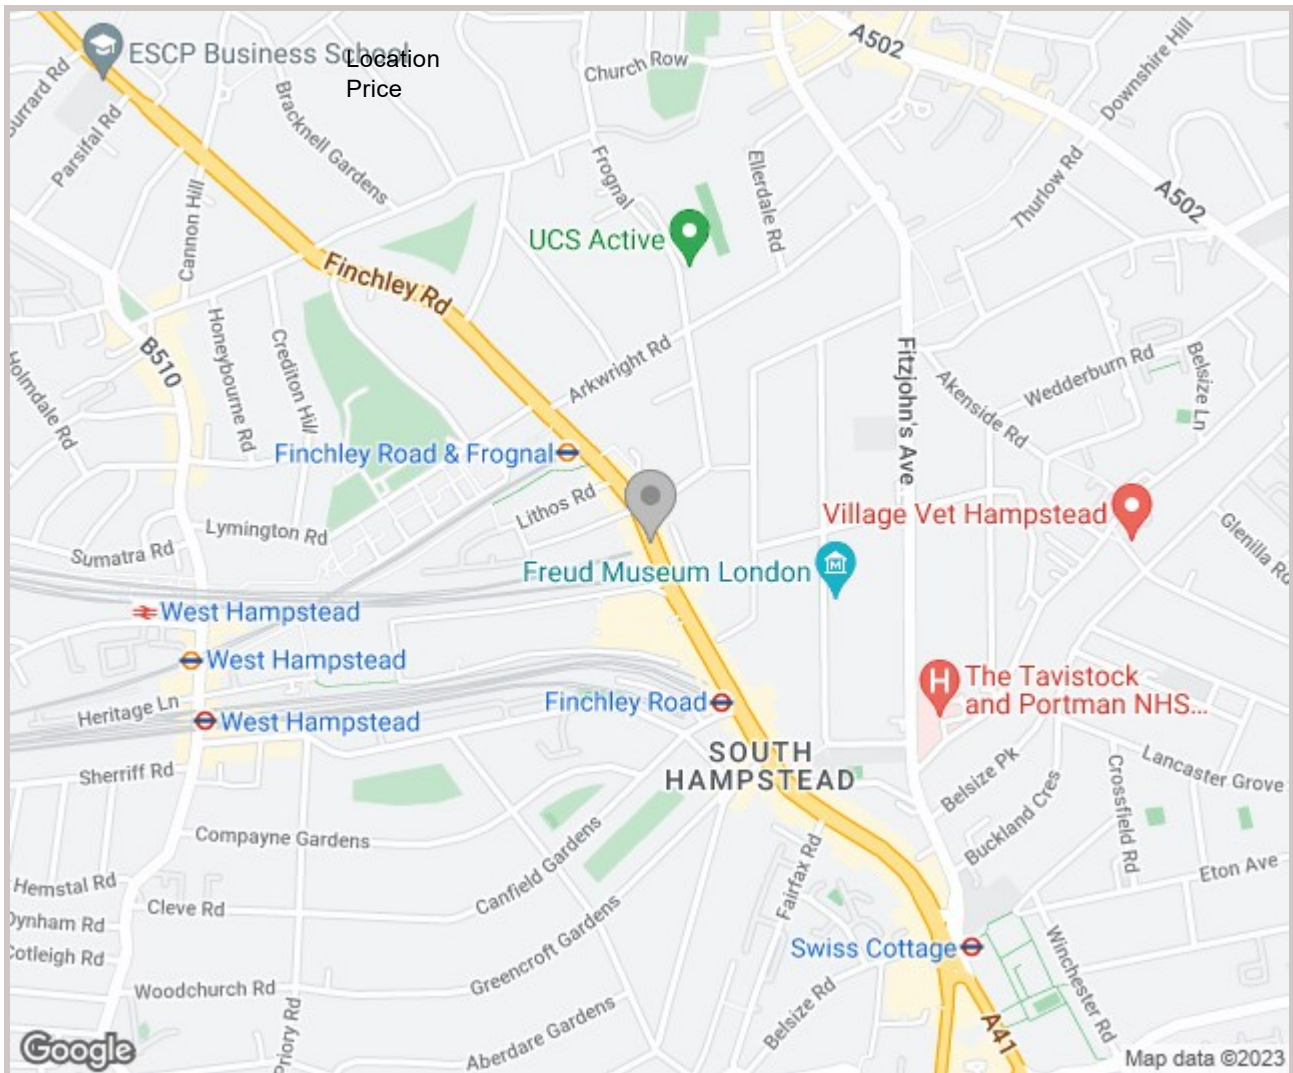 A502
ESCP Business School
Location
Price
Church Row
Downshire Hill
Parsifal Rd
Bracknell Gardens
Frognal
Ellerdale Rd
Thurlow Rd
A502
Cannon Hill
UCS Active
Finchley Rd
Honeybourne Rd
Crediton Hill
B510
Holmdale Rd
Arkwright Rd
Fitzjohn's Ave
Akenside Rd
Wedderburn Rd
Belsize Ln
Finchley Road & Frognal
Lithos Rd
Lymington Rd
Sumatra Rd
Village Vet Hampstead
Glenilla Rd
Freud Museum London
West Hampstead
West Hampstead
Heritage Ln
West Hampstead
Finchley Road
The Tavistock
and Portman NHS...
SOUTH
HAMPSTEAD
Sherriff Rd
Belsize Pk
Buckland Cres
Crossfield Rd
Lancaster Grove
Compayne Gardens
Canfield Gardens
Fairfax Rd
Eton Ave
Hemstal Rd
Cleve Rd
Greencroft Gardens
Swiss Cottage
Winchester Rd
Woodchurch Rd
Priory Rd
Aberdare Gardens
Belsize Rd
A41
Google
Map data ©2023